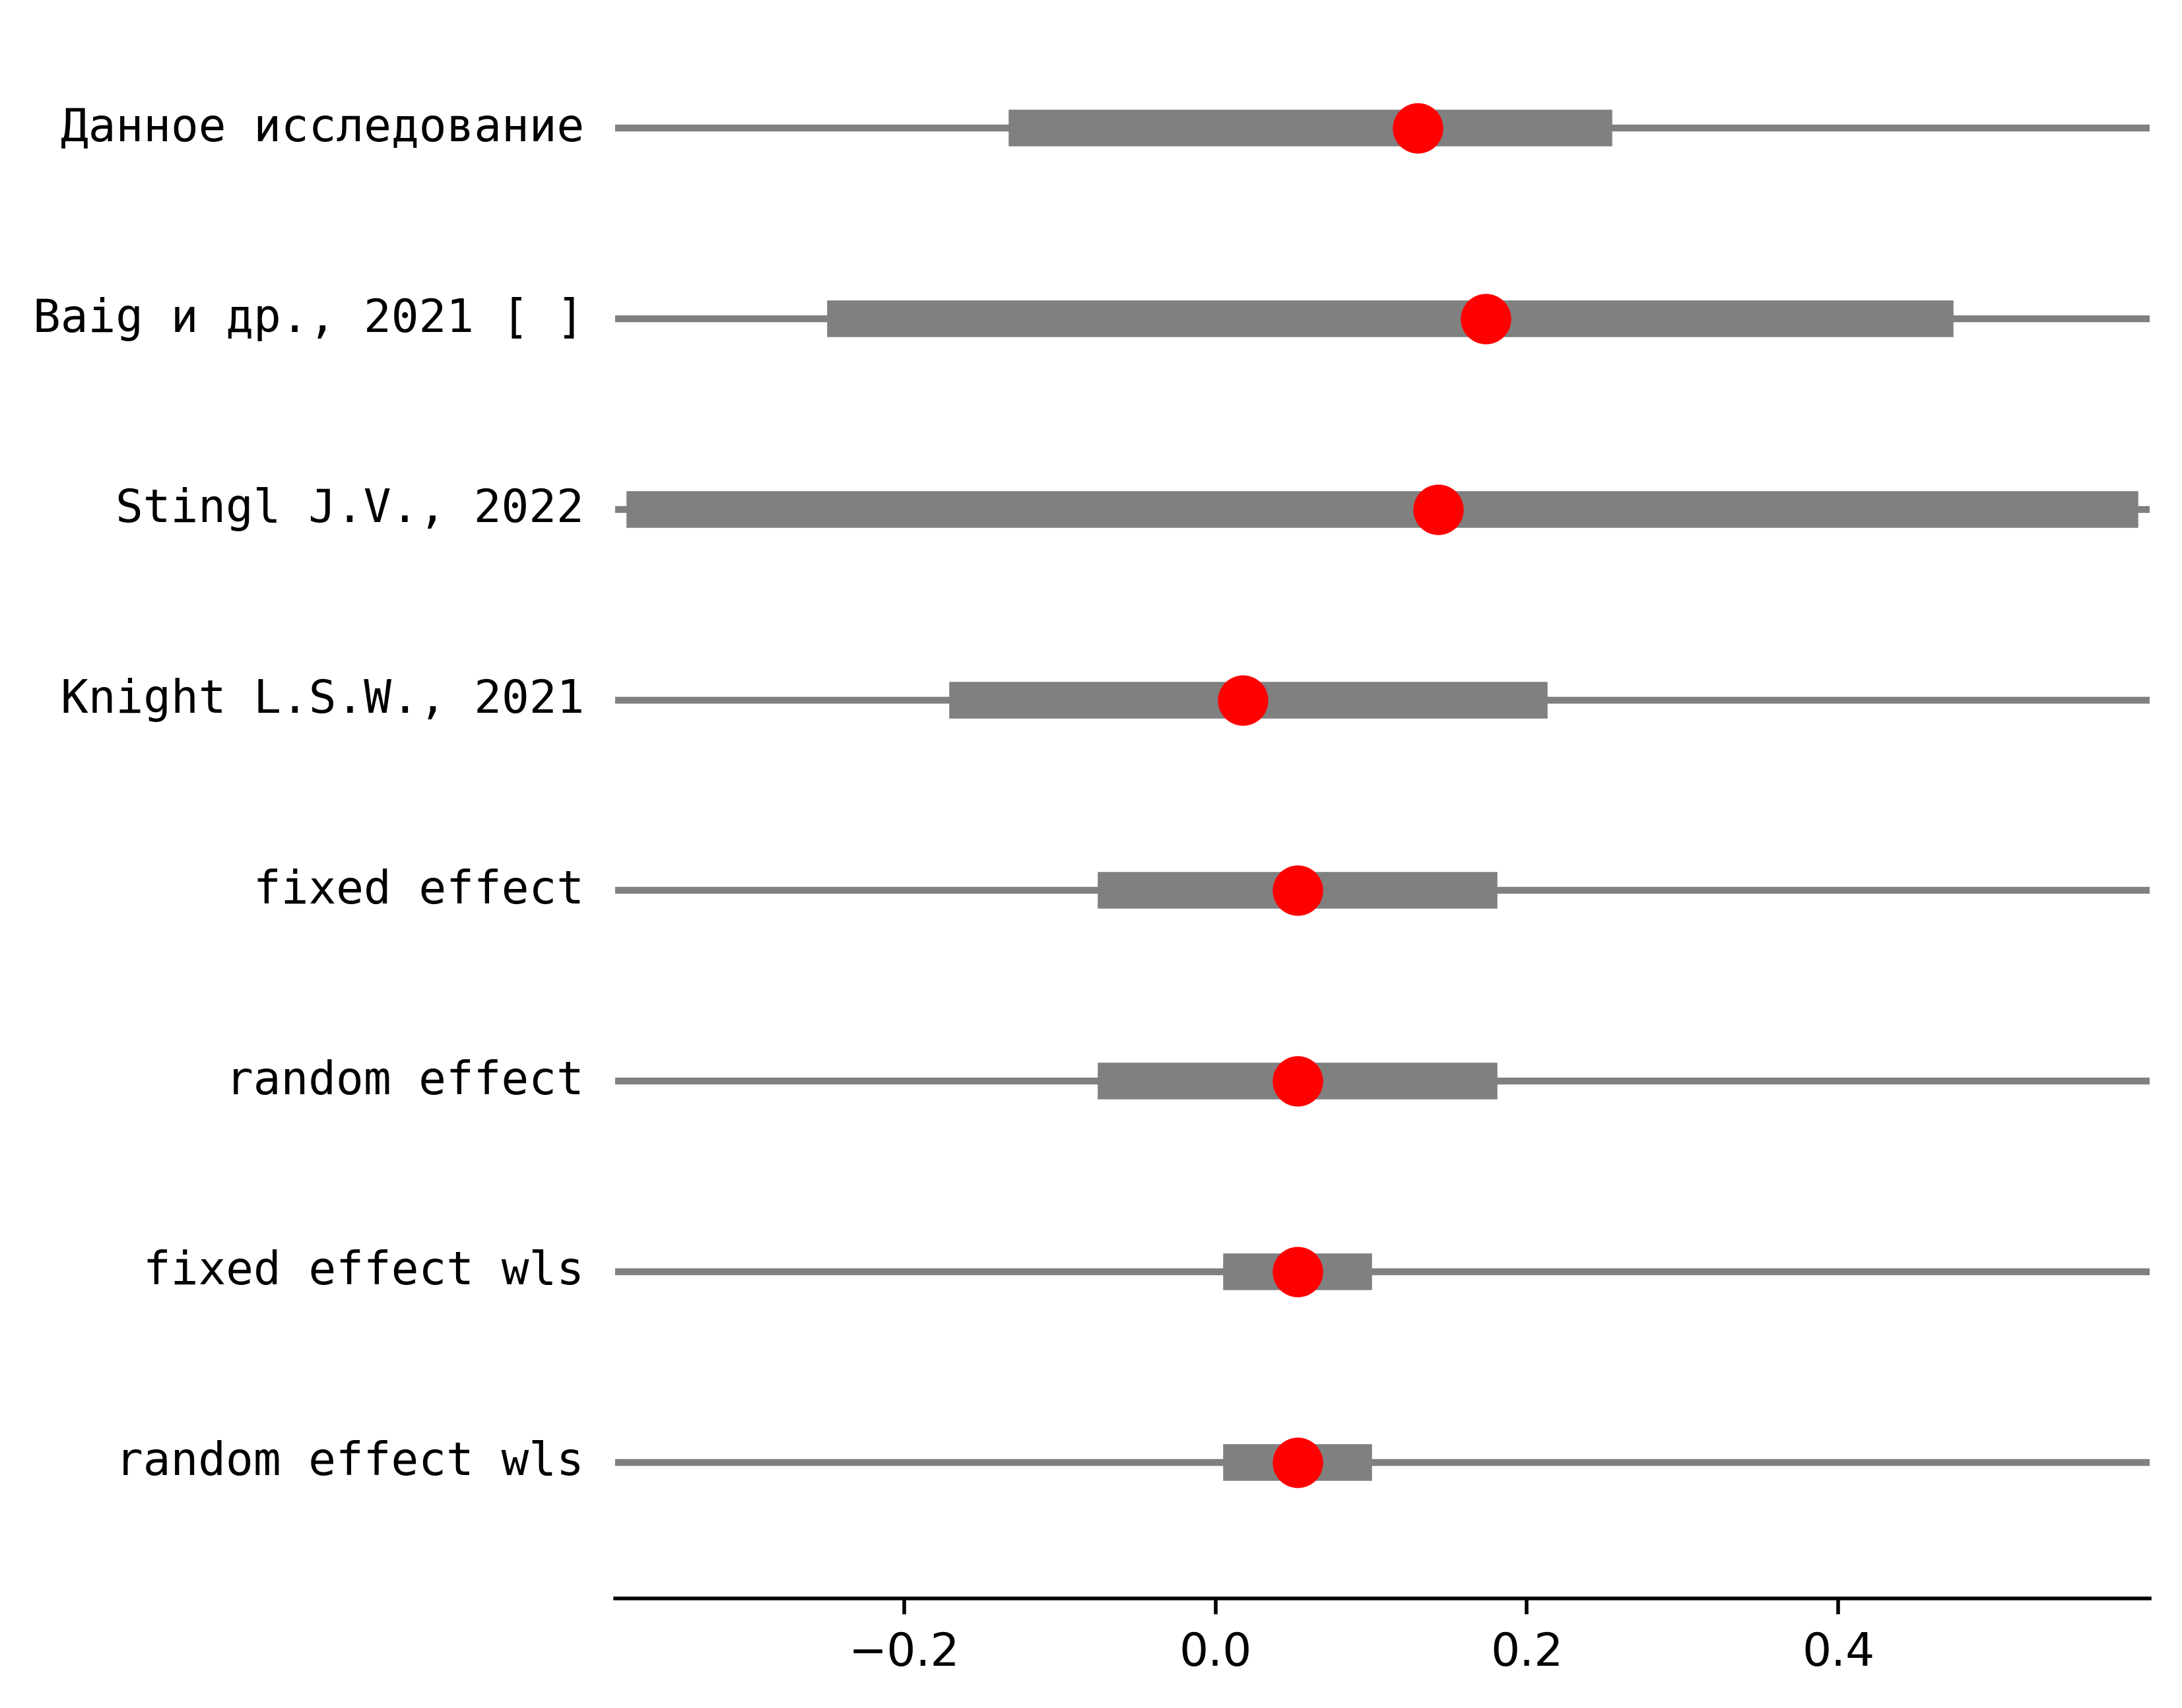 Данное исследование
Baig и др., 2021 [ ]
Stingl J.V., 2022
Knight L.S.W., 2021
fixed effect
random effect
fixed effect wls
random effect wls
−0.2 0.0 0.2 0.4